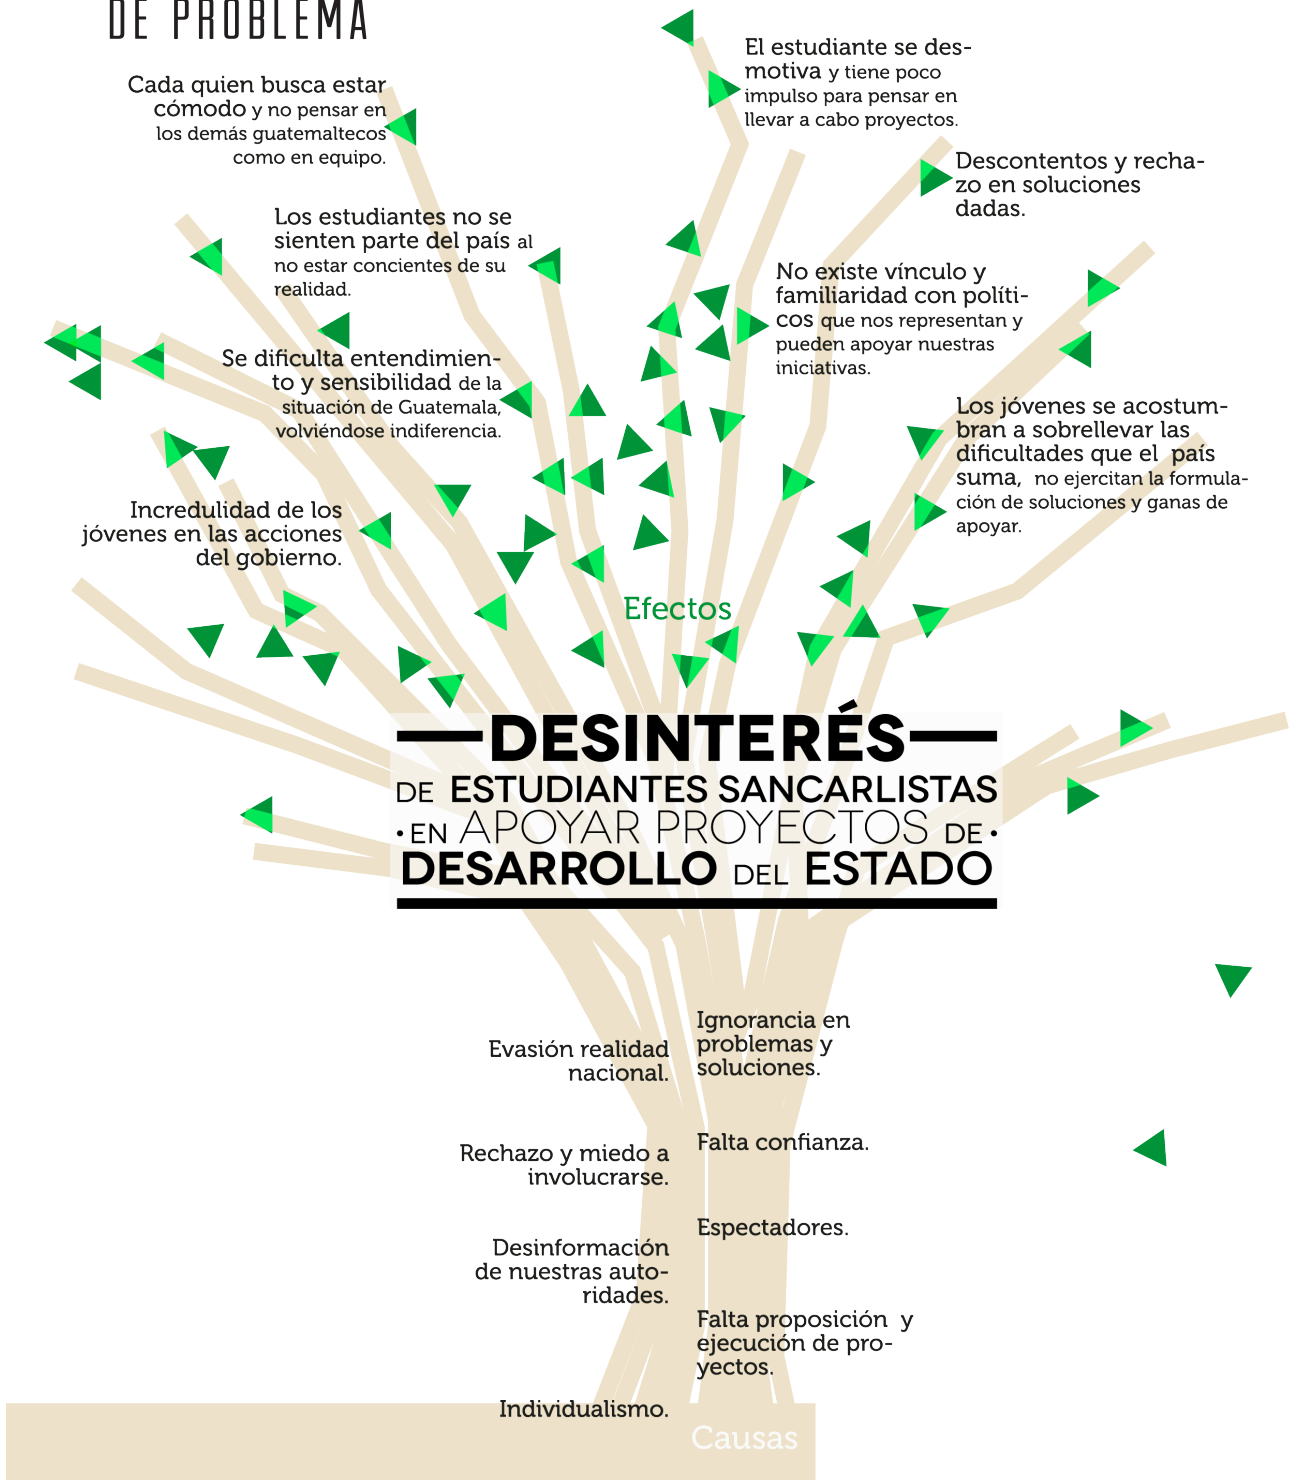 DE PROBLEMA
Cada quien busca estar
cómodo y no pensar en
los demás guatemaltecos
como en equipo.
El estudiante se des-
motiva y tiene poco
impulso para pensar en
llevar a cabo proyectos.
Descontentos y recha-
zo en soluciones
dadas.
Los estudiantes no se
sienten parte del país al
no estar concientes de su
realidad.
No existe vínculo y
familiaridad con políti-
cos que nos representan y
pueden apoyar nuestras
iniciativas.
Se dificulta entendimien-
to y sensibilidad de la
situación de Guatemala,
volviéndose indiferencia.
Los jóvenes se acostum-
bran a sobrellevar las
dificultades que el país
suma, no ejercitan la formula-
ción de soluciones y ganas de
apoyar.
Incredulidad de los
jóvenes en las acciones
del gobierno.
Efectos
DESINTERÉS
DE ESTUDIANTES SANCARLISTAS
·EN APOYAR PROYECTOS DE·
DESARROLLO DEL ESTADO
Ignorancia en
problemas y
soluciones.
Evasión realidad
nacional.
Falta confianza.
Rechazo y miedo a
involucrarse.
Espectadores.
Desinformación
de nuestras auto-
ridades.
Falta proposición y
ejecución de pro-
yectos.
Individualismo.
Causas